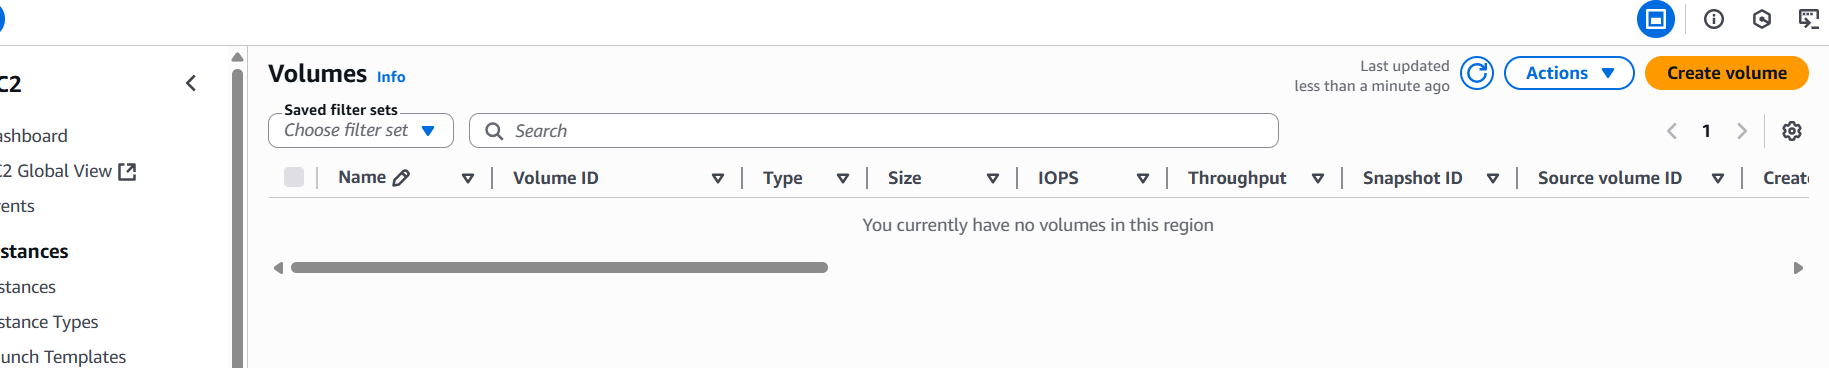 Last updated
Volumes Info
less than a minute ago
Actions
Create volume
Saved filter sets
Choose filter set
Search
1
Name
Volume ID
Type
Size
IOPS
Throughput
Snapshot ID
Source volume ID
Create
You currently have no volumes in this region
C2
ashboard
C2 Global View
ents
stances
stances
stance Types
unch Templates